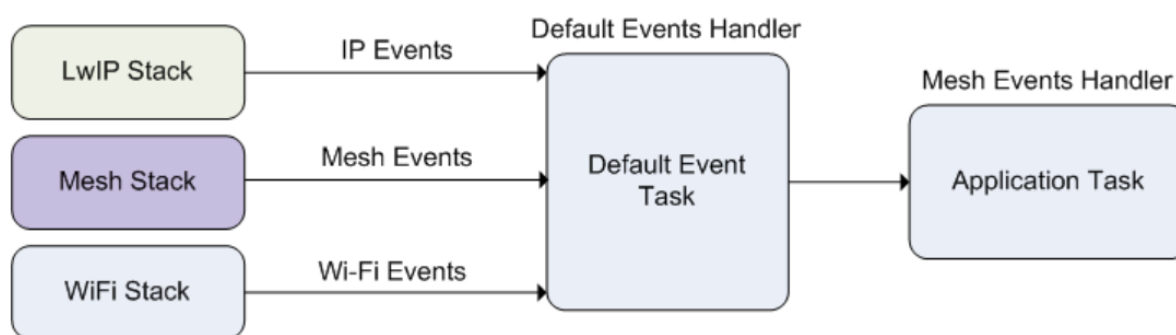 Default Events Handler
LwIP Stack
IP Events
Mesh Events Handler
Mesh Stack
Mesh Events
Default Event
Task
Application Task
WiFi Stack
Wi-Fi Events